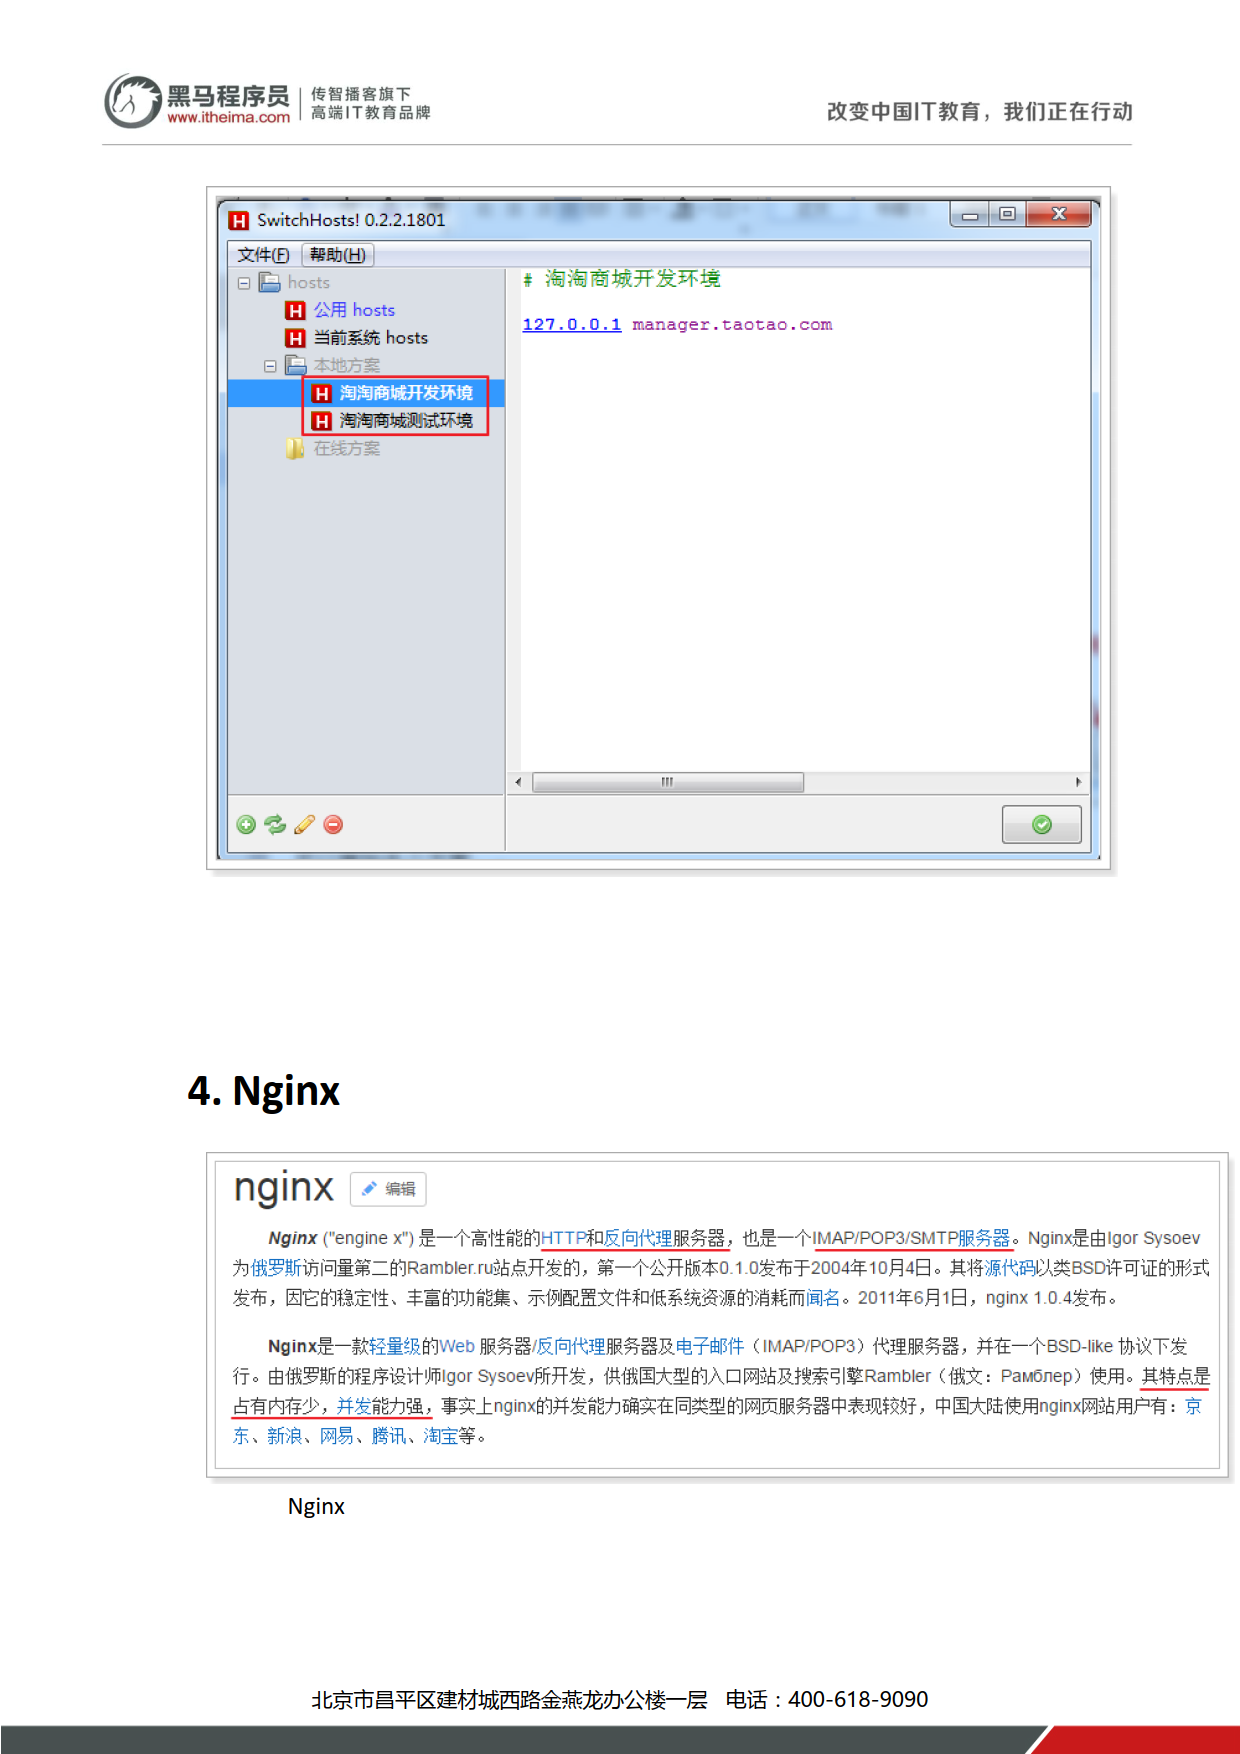 黑马程序员
www.itheima.com
传智播客旗下
高端IT教育品牌
改变中国IT教育，我们正在行动
SwitchHosts! 0.2.2.1801
文件(F) 帮助(H)
hosts
公用 hosts
当前系统 hosts
本地方案
淘淘商城开发环境
淘淘商城测试环境
在线方案
# 淘淘商城开发环境
127.0.0.1 manager.taotao.com
4. Nginx
nginx 编辑
Nginx ("engine x") 是一个高性能的HTTP和反向代理服务器，也是一个IMAP/POP3/SMTP服务器。Nginx是由Igor Sysoev
为俄罗斯访问量第二的Rambler.ru站点开发的，第一个公开版本0.1.0发布于2004年10月4日。其将源代码以类BSD许可证的形式
发布，因它的稳定性、丰富的功能集、示例配置文件和低系统资源的消耗而闻名。2011年6月1日，nginx 1.0.4发布。
Nginx是一款轻量级的Web 服务器/反向代理服务器及电子邮件（IMAP/POP3）代理服务器，并在一个BSD-like 协议下发
行。由俄罗斯的程序设计师Igor Sysoev所开发，供俄国大型的入口网站及搜索引擎Rambler（俄文：Рамблер）使用。其特点是
占有内存少，并发能力强，事实上nginx的并发能力确实在同类型的网页服务器中表现较好，中国大陆使用nginx网站用户有：京
东、新浪、网易、腾讯、淘宝等。
Nginx
北京市昌平区建材城西路金燕龙办公楼一层 电话：400-618-9090